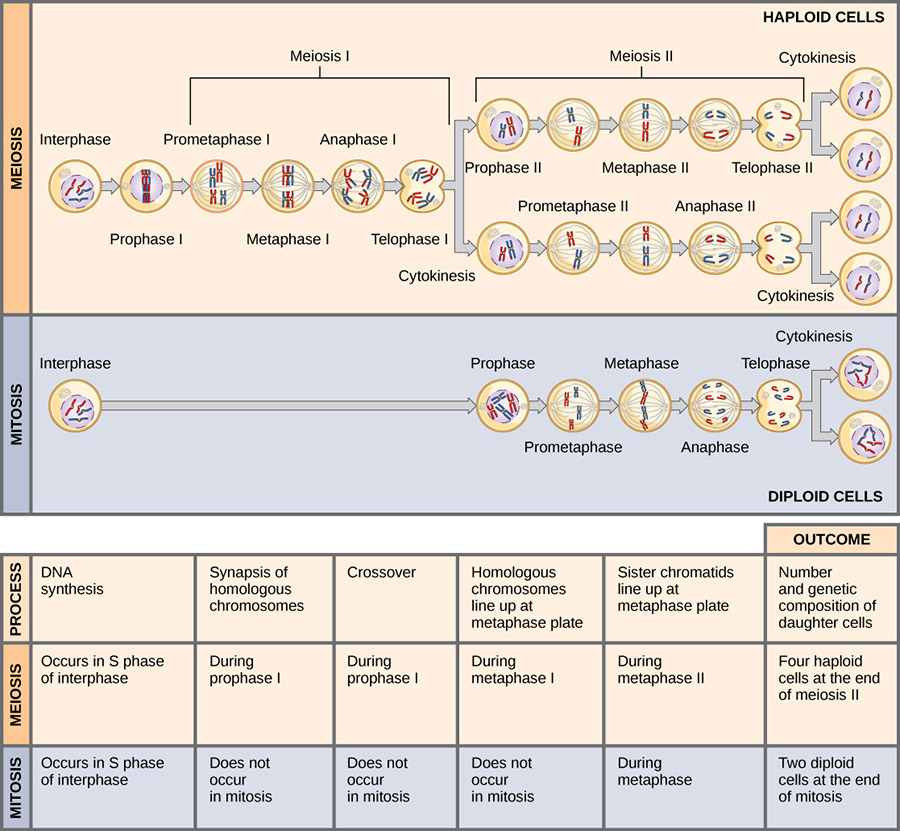 HAPLOID CELLS
MEIOSIS
Meiosis I
Meiosis II
Cytokinesis
Interphase
Prometaphase I
Anaphase I
Prophase II
Metaphase II
Telophase II
Prophase I
Metaphase I
Telophase I
Prometaphase II
Anaphase II
Cytokinesis
Cytokinesis
MITOSIS
Interphase
Prophase
Metaphase
Telophase
Cytokinesis
Prometaphase
Anaphase
DIPLOID CELLS
OUTCOME
PROCESS
DNA
synthesis
Synapsis of
homologous
chromosomes
Crossover
Homologous
chromosomes
line up at
metaphase plate
Sister chromatids
line up at
metaphase plate
Number
and genetic
composition of
daughter cells
MEIOSIS
Occurs in S phase
of interphase
During
prophase I
During
prophase I
During
metaphase I
During
metaphase II
Four haploid
cells at the end
of meiosis II
MITOSIS
Occurs in S phase
of interphase
Does not
occur
in mitosis
Does not
occur
in mitosis
Does not
occur
in mitosis
During
metaphase
Two diploid
cells at the end
of mitosis